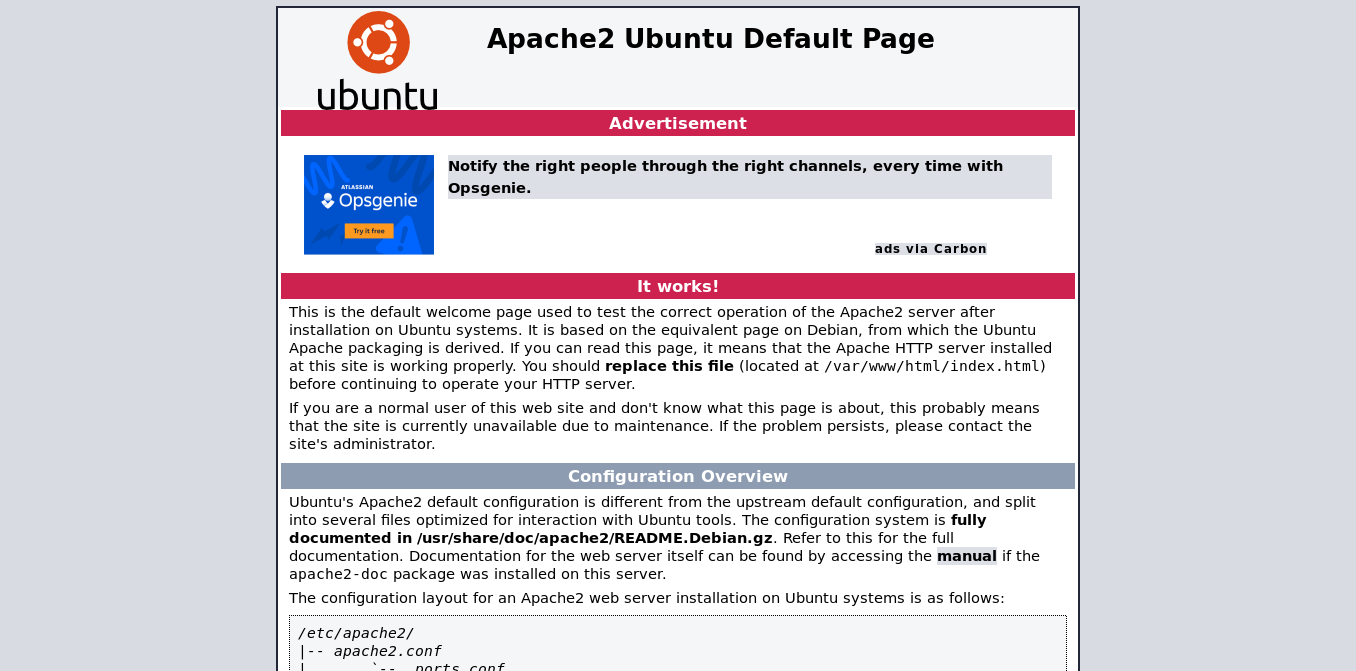 ubuntu
Apache2 Ubuntu Default Page
Advertisement
ATLASSIAN
Opsgenie
Try it free
Notify the right people through the right channels, every time with
Opsgenie.
ads via Carbon
It works!
This is the default welcome page used to test the correct operation of the Apache2 server after
installation on Ubuntu systems. It is based on the equivalent page on Debian, from which the Ubuntu
Apache packaging is derived. If you can read this page, it means that the Apache HTTP server installed
at this site is working properly. You should replace this file (located at /var/www/html/index.html)
before continuing to operate your HTTP server.
If you are a normal user of this web site and don't know what this page is about, this probably means
that the site is currently unavailable due to maintenance. If the problem persists, please contact the
site's administrator.
Configuration Overview
Ubuntu's Apache2 default configuration is different from the upstream default configuration, and split
into several files optimized for interaction with Ubuntu tools. The configuration system is fully
documented in /usr/share/doc/apache2/README.Debian.gz. Refer to this for the full
documentation. Documentation for the web server itself can be found by accessing the manual if the
apache2-doc package was installed on this server.
The configuration layout for an Apache2 web server installation on Ubuntu systems is as follows:
/etc/apache2/
|-- apache2.conf
|       `--  ports.conf